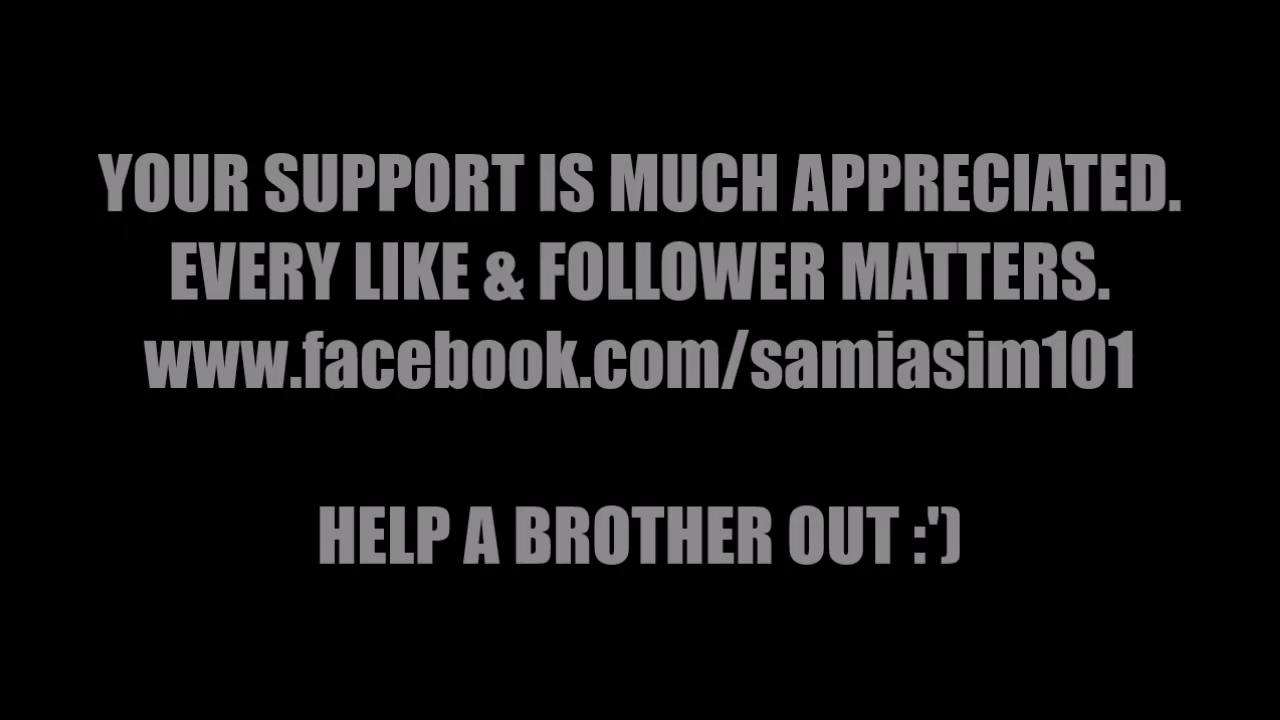 YOUR SUPPORT IS MUCH APPRECIATED.
EVERY LIKE & FOLLOWER MATTERS.
www.facebook.com/samiasim101
HELP A BROTHER OUT :')